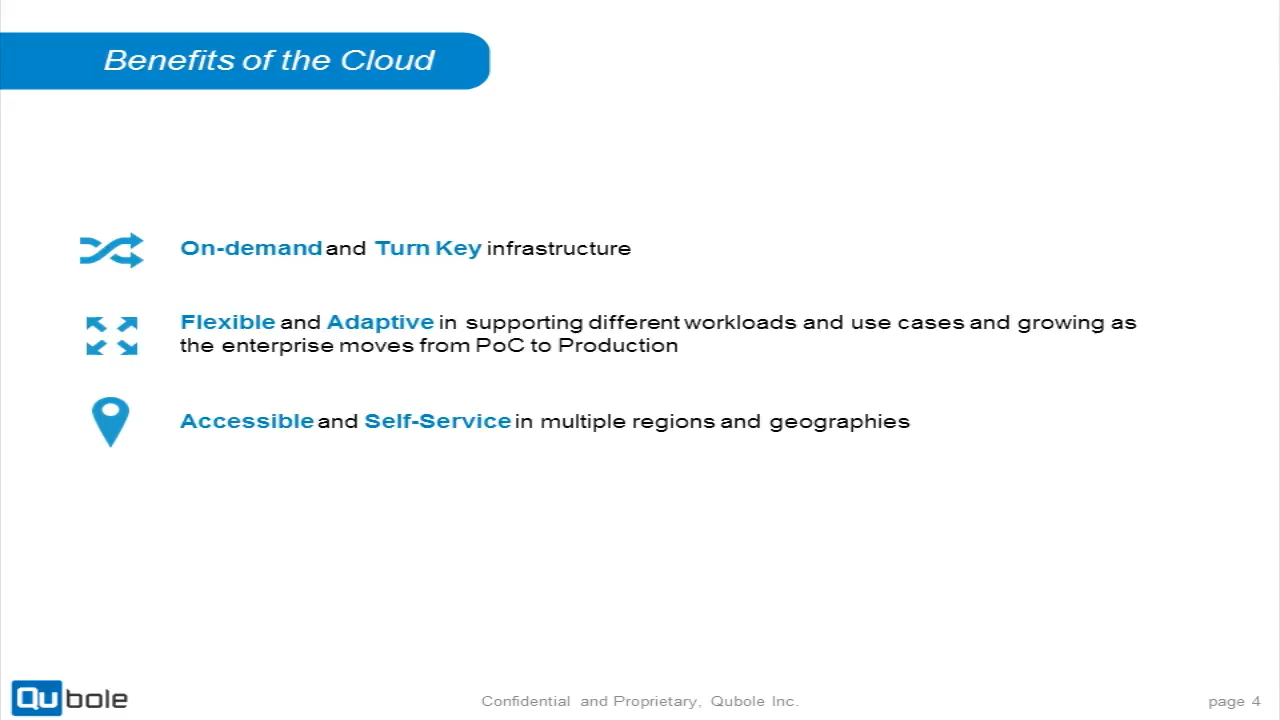 Benefits of the Cloud
On-demand and Turn Key infrastructure
Flexible and Adaptive in supporting different workloads and use cases and growing as
the enterprise moves from PoC to Production
Accessible and Self-Service in multiple regions and geographies
Qubole
Confidential and Proprietary, Qubole Inc.
page 4